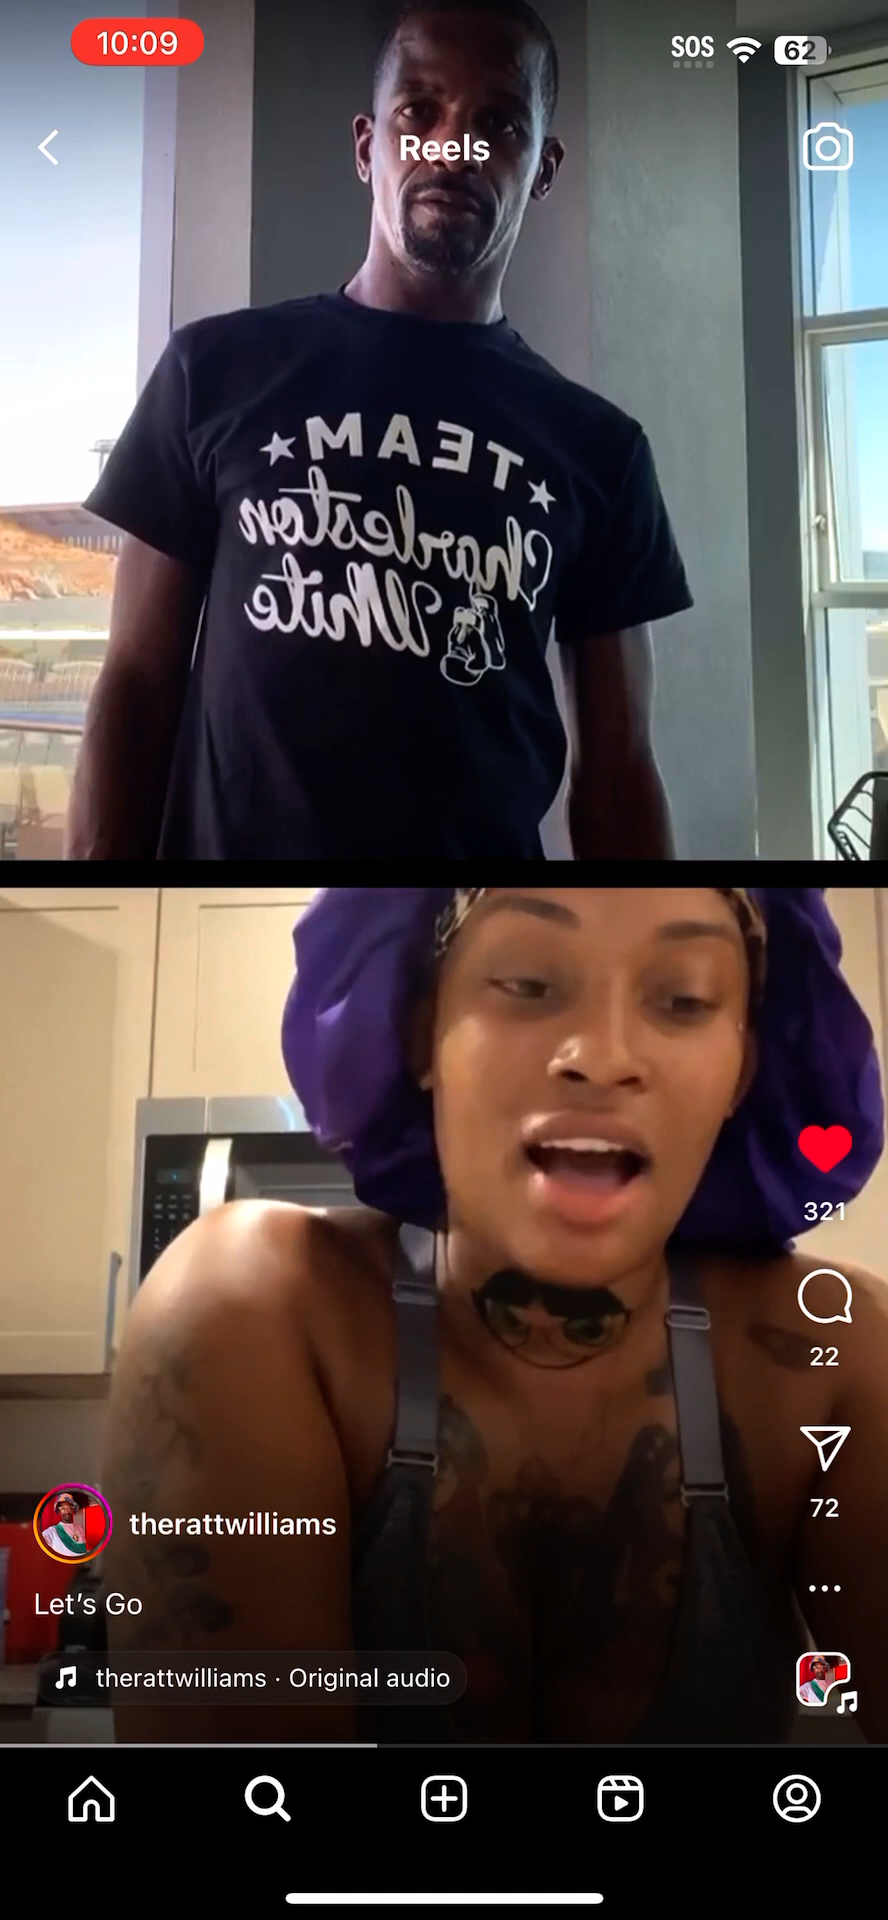 10:09
SOS
62
Reels
TEAM
Charleston
White
321
22
72
therattwilliams
Let’s Go
therattwilliams · Original audio